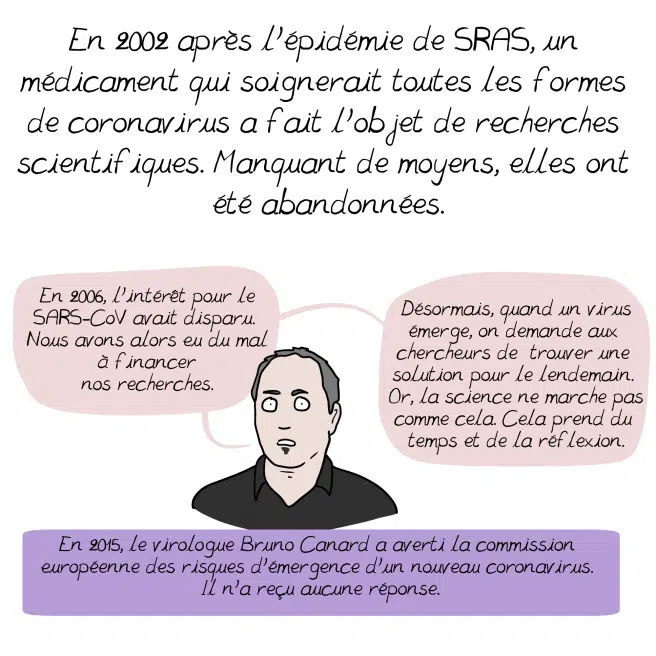 En 2002 après l'épidémie de SRAS, un
médicament qui soignerait toutes les formes
de coronavirus a fait l'objet de recherches
scientifiques. Manquant de moyens, elles ont
été abandonnées.
En 2006, l'intérêt pour le
SARS-CoV avait disparu.
Nous avons alors eu du mal
à financer
nos recherches.
Désormais, quand un virus
émerge, on demande aux
chercheurs de trouver une
solution pour le lendemain.
Or, la science ne marche pas
comme cela. Cela prend du
temps et de la réflexion.
En 2015, le virologue Bruno Canard a averti la commission
européenne des risques d'émergence d'un nouveau coronavirus.
Il n'a reçu aucune réponse.